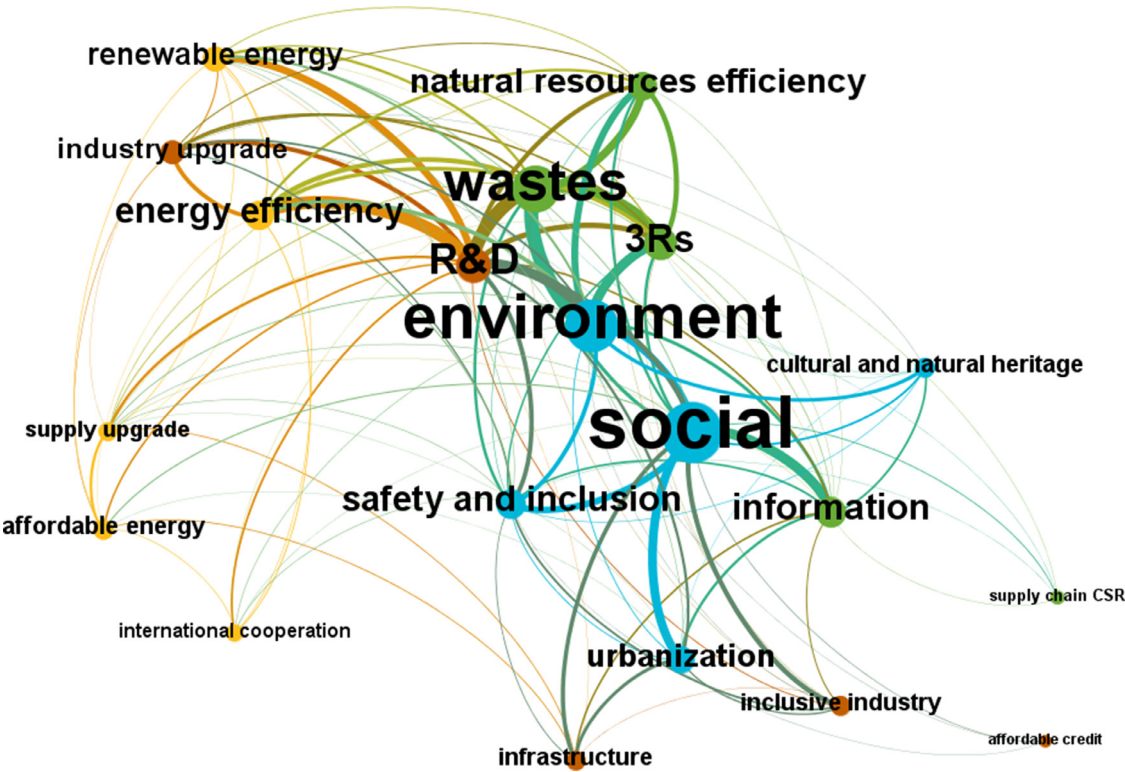 renewable energy
natural resources efficiency
industry upgrade
wastes
energy efficiency
3Rs
R&D
environment
cultural and natural heritage
social
supply upgrade
safety and inclusion
information
affordable energy
supply chain CSR
international cooperation
urbanization
inclusive industry
affordable credit
infrastructure